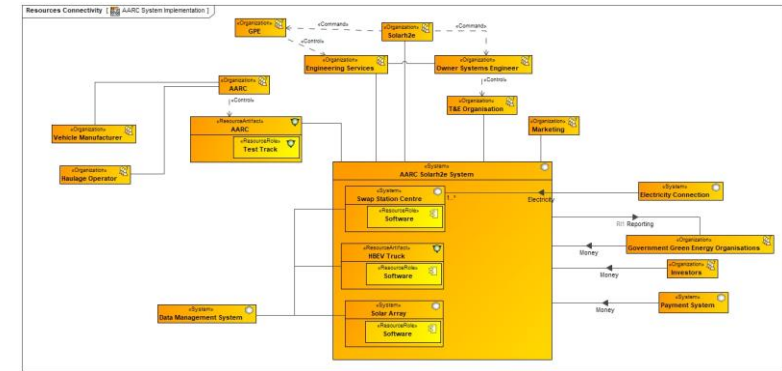 Resources Connectivity [ AARC System Implementation ]
«Organization»
GPE
«Command»
«Organization»
Solarh2e
«Command»
«Control»
«Organization»
Engineering Services
«Organization»
Owner Systems Engineer
«Organization»
AARC
«Control»
«Control»
«Organization»
T&E Organisation
«Organization»
Vehicle Manufacturer
«ResourceArtifact»
AARC
«ResourceRole»
Test Track
«Organization»
Marketing
«Organization»
Haulage Operator
«System»
AARC Solarh2e System
«System»
Swap Station Centre
1..*
«ResourceRole»
Software
Electricity
«System»
Electricity Connection
RI1 Reporting
«Organization»
Government Green Energy Organisations
Money
«ResourceArtifact»
HBEV Truck
«ResourceRole»
Software
«Organization»
Investors
Money
«System»
Data Management System
«System»
Solar Array
«ResourceRole»
Software
«System»
Payment System
Money